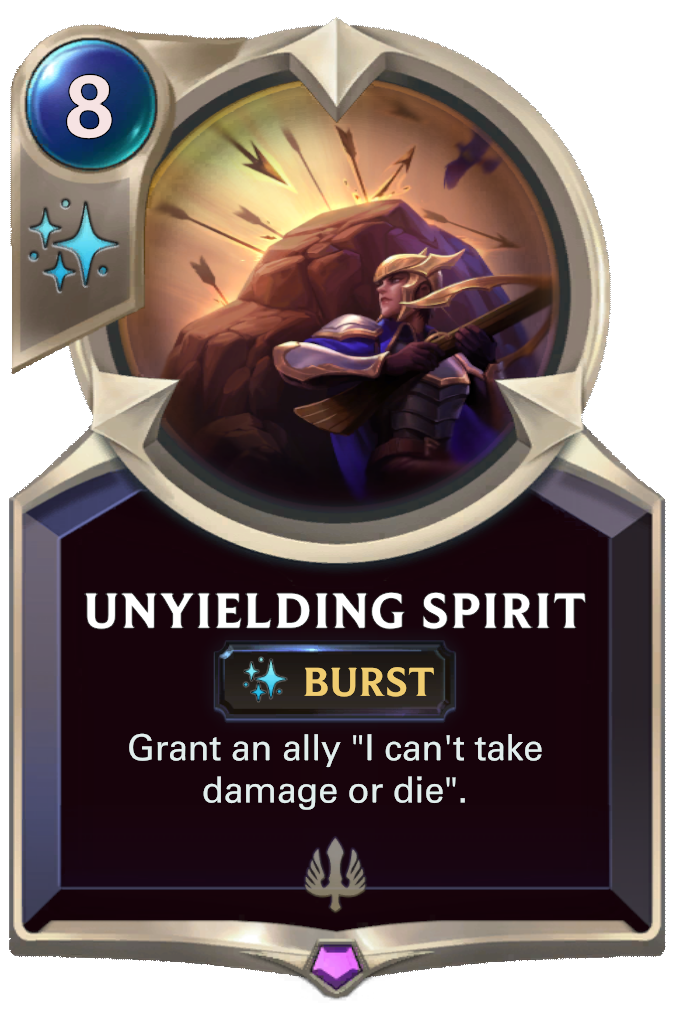 8
UNYIELDING SPIRIT
BURST
Grant an ally "I can't take
damage or die".